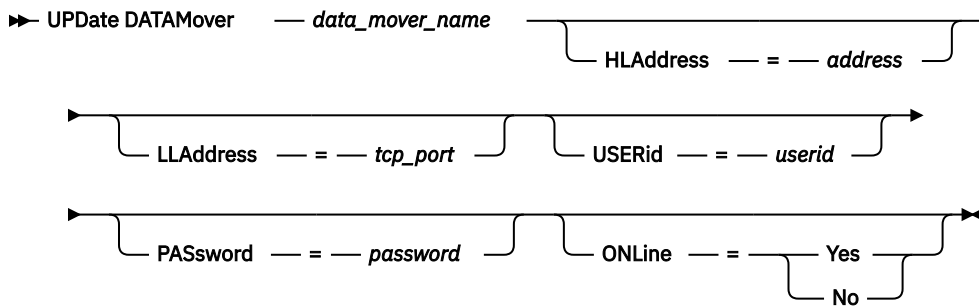 UPDate DATAMover — data_mover_name
HLAddress — = — address
LLAddress — = — tcp_port
USERid — = — userid
PASsword — = — password
ONLine — = Yes
No